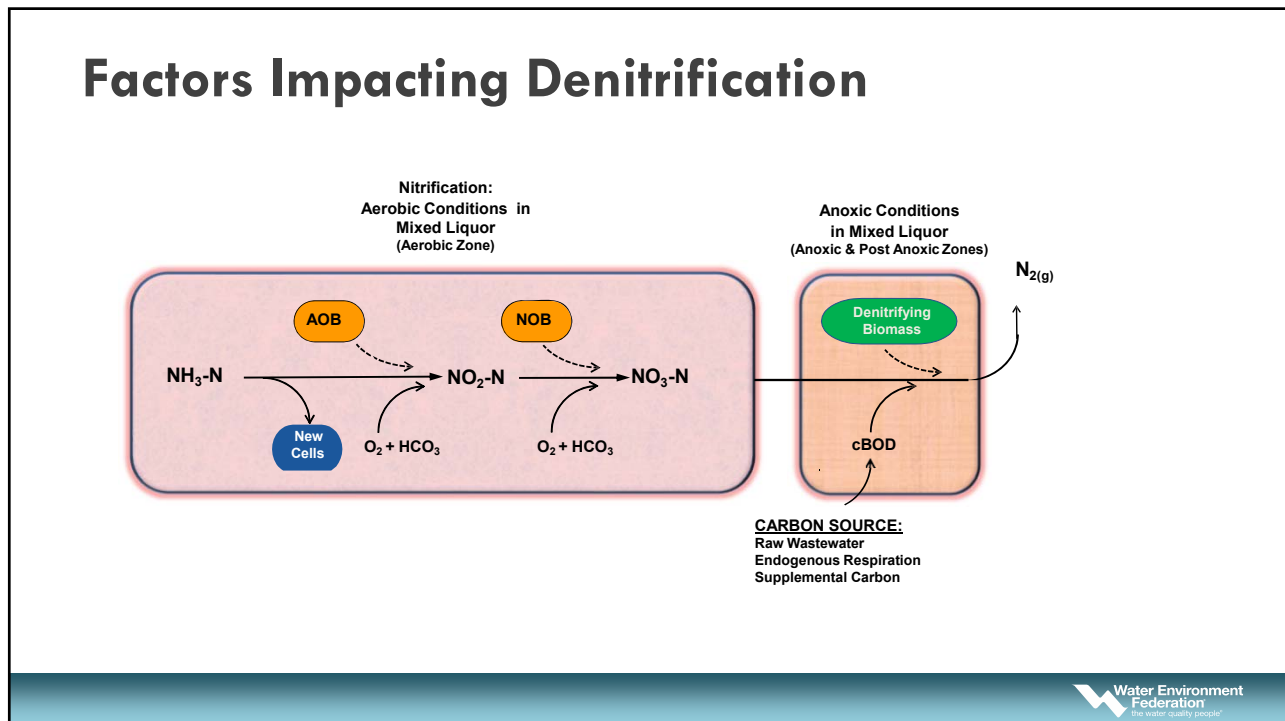 Factors Impacting Denitrification
Nitrification:
Aerobic Conditions in
Mixed Liquor
(Aerobic Zone)
Anoxic Conditions
in Mixed Liquor
(Anoxic & Post Anoxic Zones)
N₂(g)
AOB
NOB
Denitrifying
Biomass
NH₃-N
NO₂-N
NO₃-N
New
Cells
O₂ + HCO₃
O₂ + HCO₃
cBOD
CARBON SOURCE:
Raw Wastewater
Endogenous Respiration
Supplemental Carbon
Water Environment
Federation®
the water quality people®